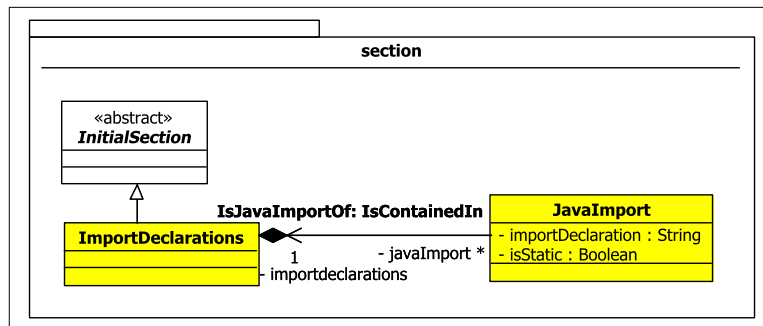 section
«abstract»
InitialSection
IsJavaImportOf: IsContainedIn
ImportDeclarations
1
- importdeclarations
- javaImport *
JavaImport
- importDeclaration : String
- isStatic : Boolean